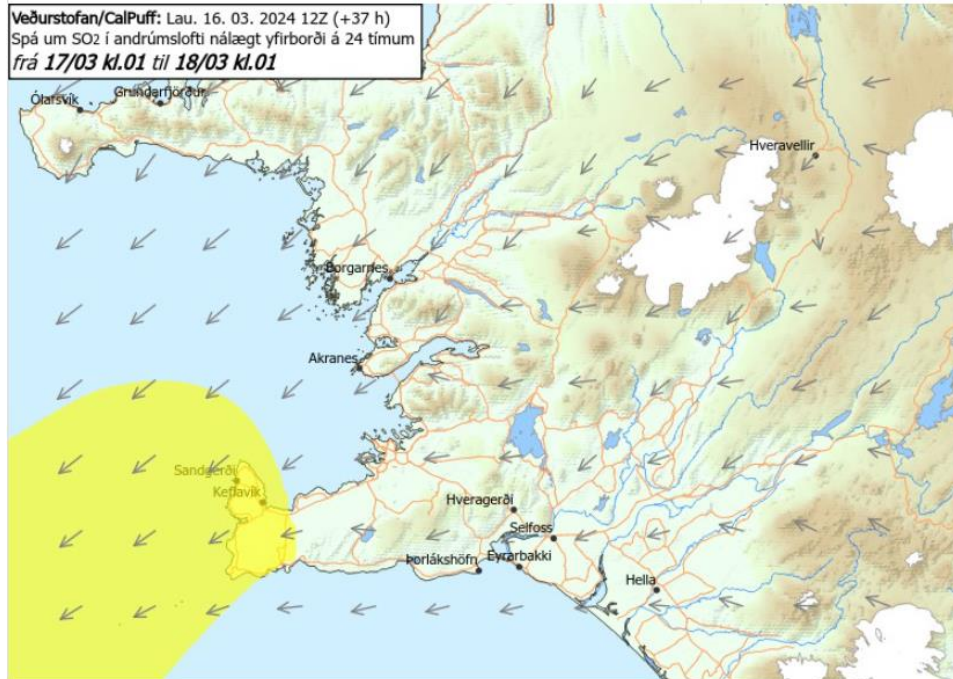 Veðurstofan/CalPuff: Lau. 16. 03. 2024 12Z (+37 h)
Spá um SO2 í andrúmslofti nálægt yfirborði á 24 tímum
frá 17/03 kl.01 til 18/03 kl.01
Ólafsvík
Grundarfjörður
Hveravellir
Borgarnes
Akranes
Sandgerði
Keflavík
Hveragerði
Selfoss
Þorlákshöfn
Eyrarbakki
Hella